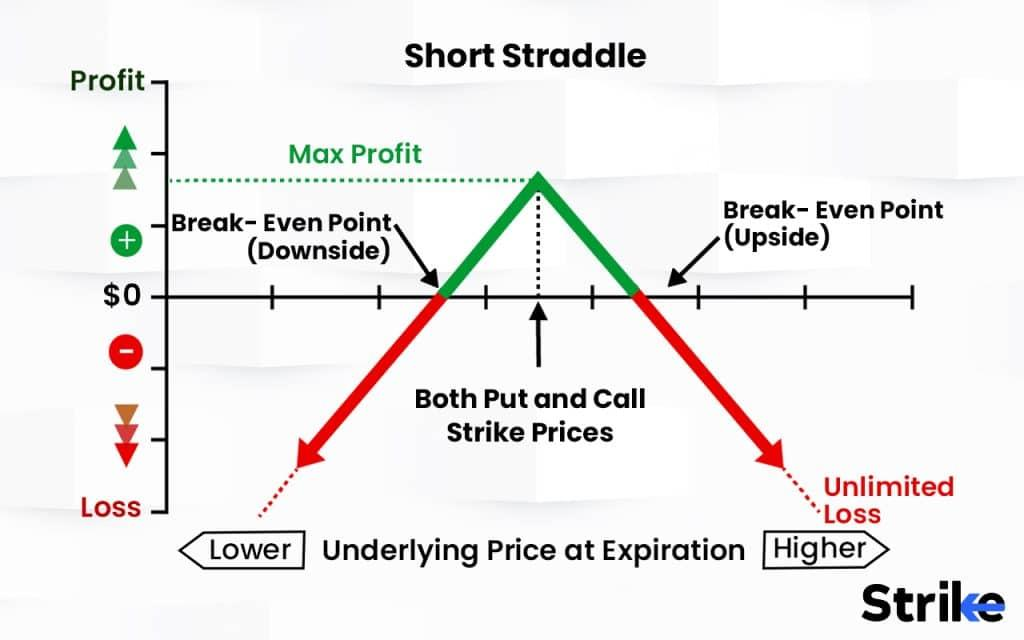 Short Straddle
Profit
Max Profit
Break- Even Point
(Downside)
Break- Even Point
(Upside)
$0
Both Put and Call
Strike Prices
Unlimited
Loss
Loss
Lower
Underlying Price at Expiration
Higher
Strike